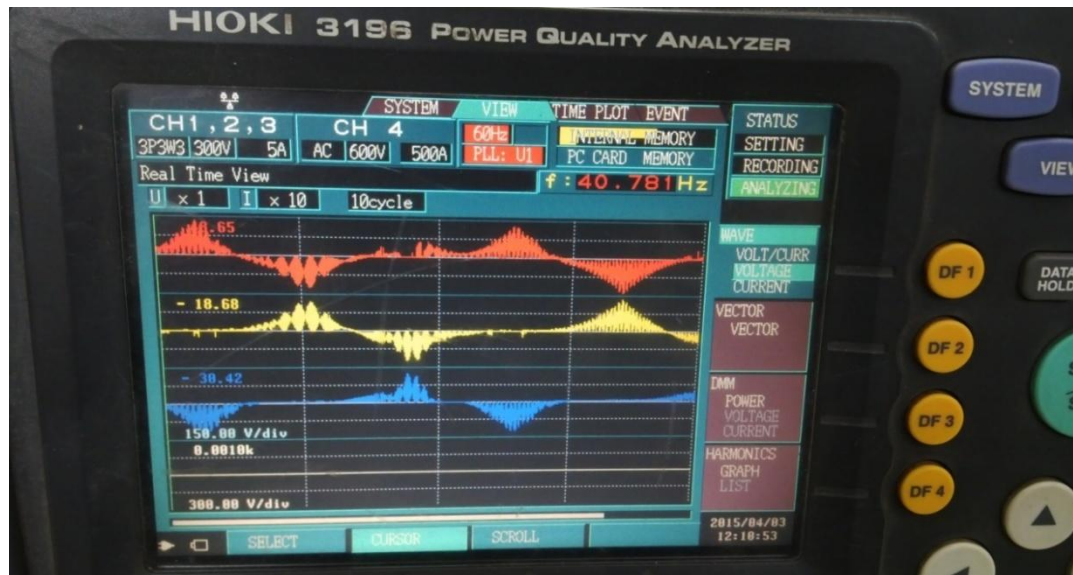 HIOKI 3196 POWER QUALITY ANALYZER
SYSTEM VIEW TIME PLOT EVENT
CH1,2,3 CH 4 60Hz INTERNAL MEMORY
3P3W3 300V 5A AC 600V 500A PLL: U1 PC CARD MEMORY
Real Time View f:40.781Hz
U x 1 I x 10 10cycle
STATUS
SETTING
RECORDING
ANALYZING
- 18.68
- 30.42
150.00 V/div
0.0010k
300.00 V/div
WAVE
VOLT/CURR
VOLTAGE
CURRENT
VECTOR
VECTOR
DMM
POWER
VOLTAGE
CURRENT
HARMONICS
GRAPH
LIST
SELECT CURSOR SCROLL
2015/04/03
12:10:53
SYSTEM
VIEW
DF 1
DATA
HOLD
DF 2
DF 3
DF 4